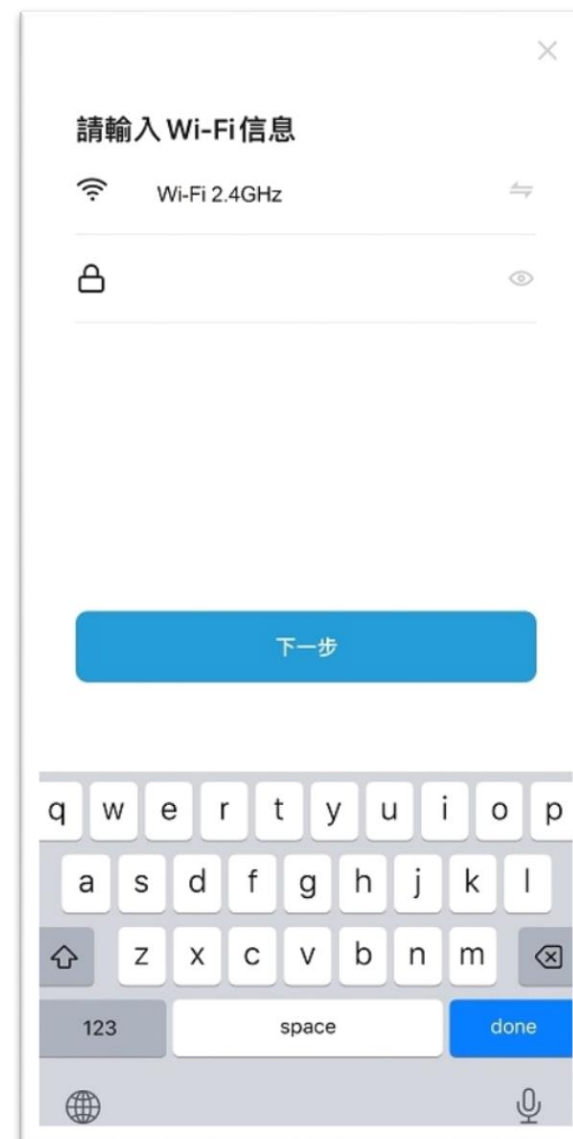 請輸入Wi-Fi信息
Wi-Fi 2.4GHz
下一步
q w e r t y u i o p
a s d f g h j k l
z x c v b n m
123 space done